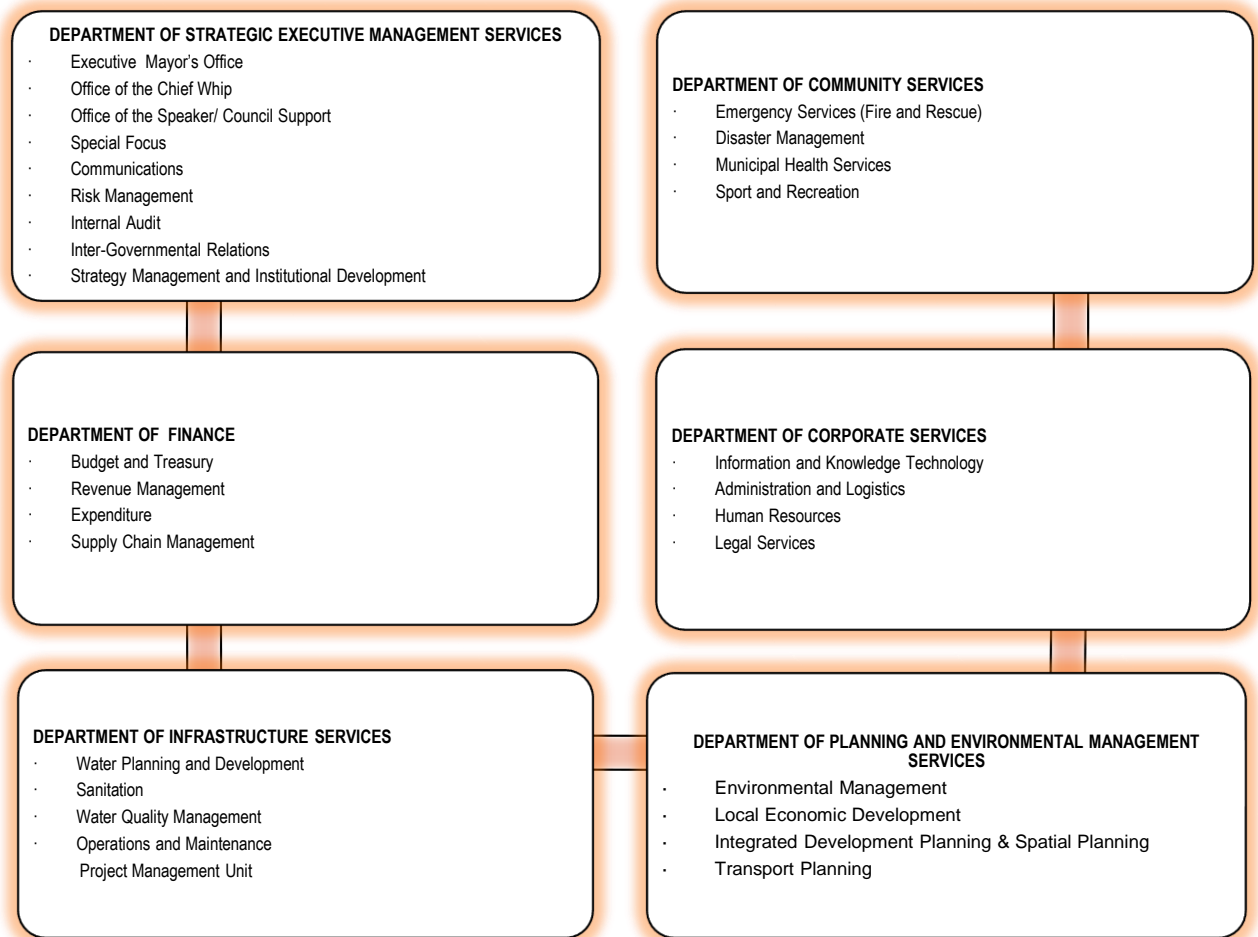 DEPARTMENT OF STRATEGIC EXECUTIVE MANAGEMENT SERVICES
· Executive Mayor's Office
· Office of the Chief Whip
· Office of the Speaker/ Council Support
· Special Focus
· Communications
· Risk Management
· Internal Audit
· Inter-Governmental Relations
· Strategy Management and Institutional Development
DEPARTMENT OF FINANCE
· Budget and Treasury
· Revenue Management
· Expenditure
· Supply Chain Management
DEPARTMENT OF INFRASTRUCTURE SERVICES
· Water Planning and Development
· Sanitation
· Water Quality Management
· Operations and Maintenance
Project Management Unit
DEPARTMENT OF PLANNING AND ENVIRONMENTAL MANAGEMENT
SERVICES
· Environmental Management
· Local Economic Development
· Integrated Development Planning & Spatial Planning
· Transport Planning
DEPARTMENT OF CORPORATE SERVICES
· Information and Knowledge Technology
· Administration and Logistics
· Human Resources
· Legal Services
DEPARTMENT OF COMMUNITY SERVICES
· Emergency Services (Fire and Rescue)
· Disaster Management
· Municipal Health Services
· Sport and Recreation